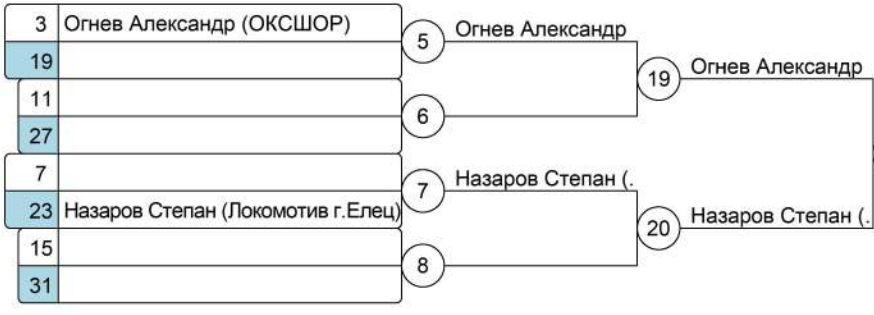 3 Огнев Александр (ОКСШОР)
19
5 Огнев Александр
11
27
6
19 Огнев Александр
7
23 Назаров Степан (Локомотив г.Елец)
7 Назаров Степан (.
15
31
8
20 Назаров Степан (.